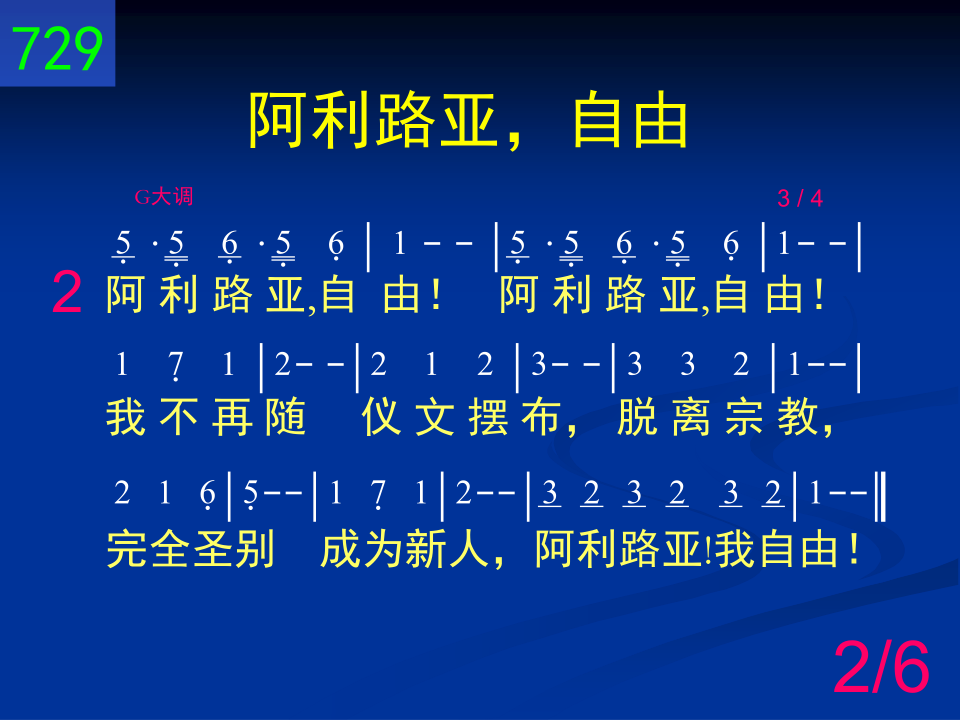 729
阿利路亚，自由
G大调 3 / 4
5 · 5 6 · 5 6 | 1 - - | 5 · 5 6 · 5 6 | 1 - - |
2 阿 利 路 亚,自 由！ 阿 利 路 亚,自 由！
1 7 1 | 2 - - | 2 1 2 | 3 - - | 3 3 2 | 1 - - |
我 不 再 随 仪 文 摆 布， 脱 离 宗 教，
2 1 6 | 5 - - | 1 7 1 | 2 - - | 3 2 3 2 3 2 | 1 - - ‖
完全圣别 成为新人，阿利路亚!我自由！
2/6